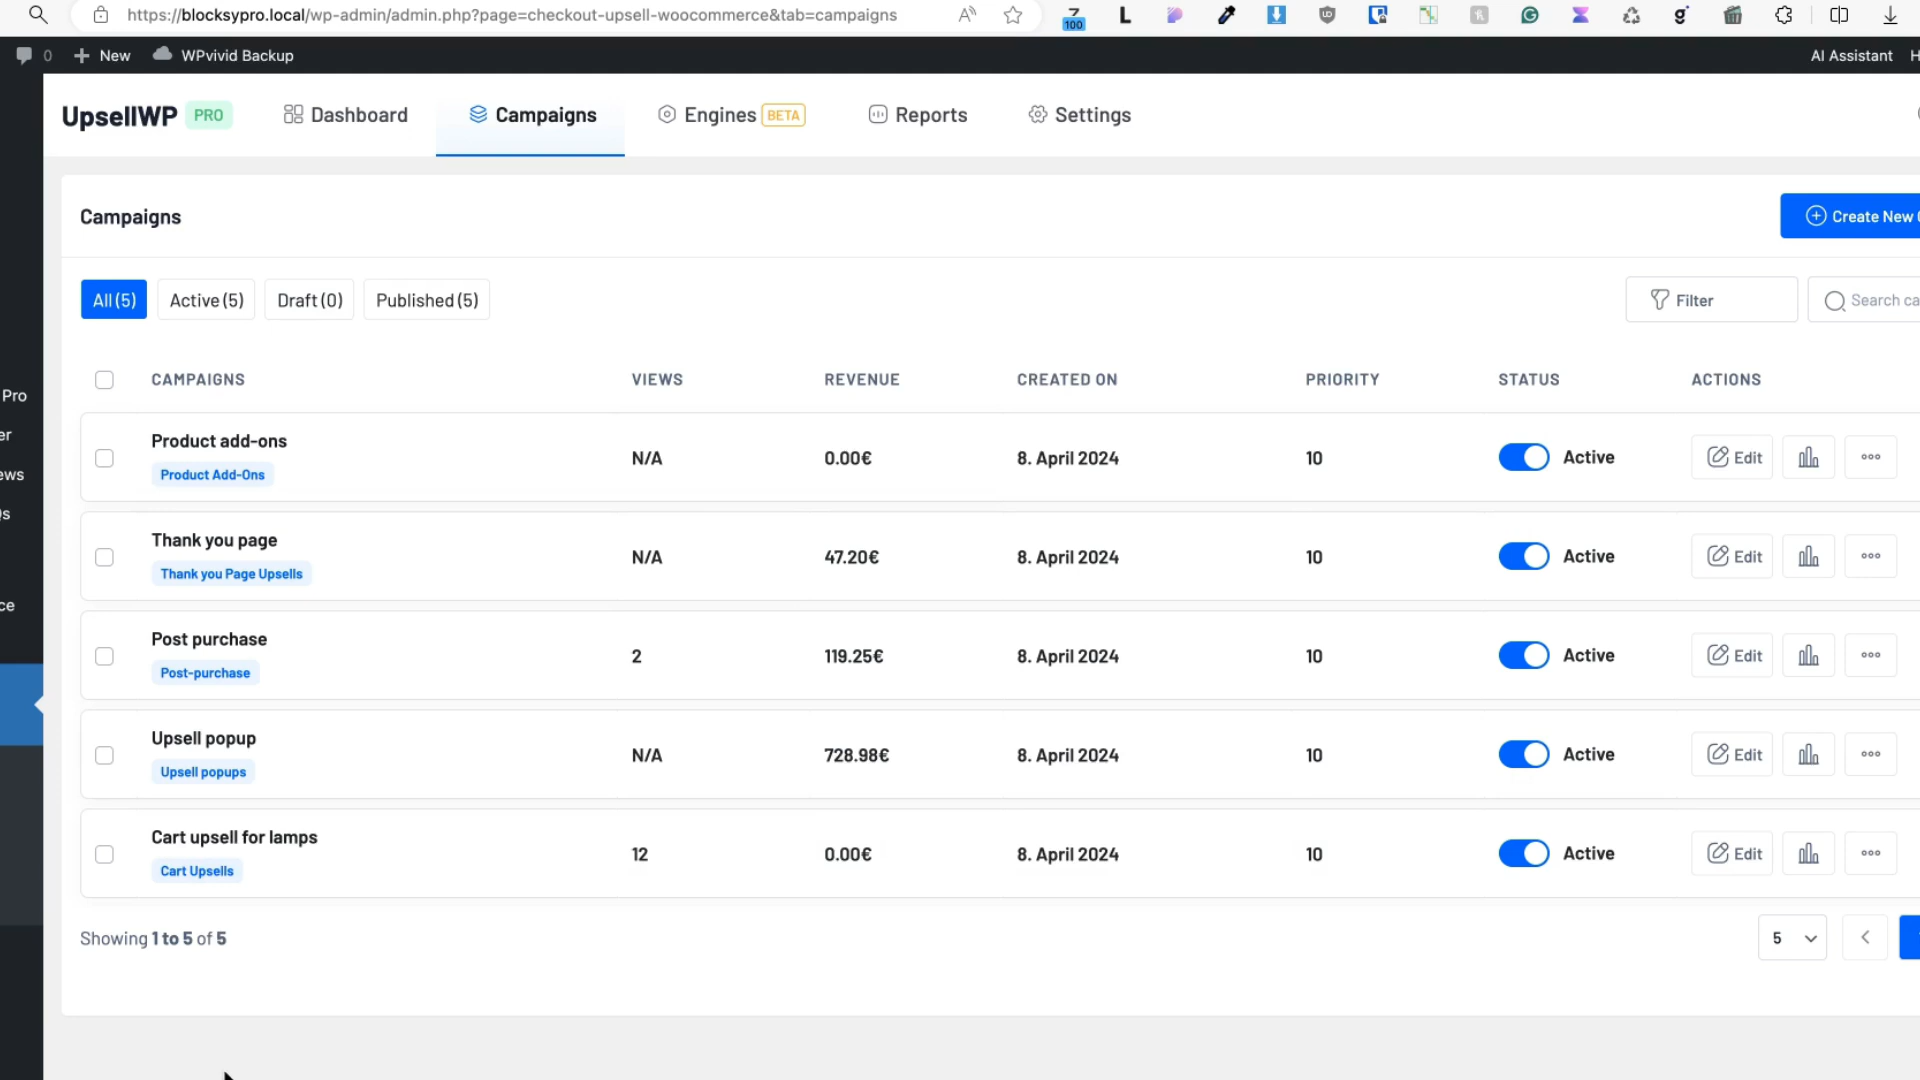 https://blocksypro.local/wp-admin/admin.php?page=checkout-upsell-woocommerce&tab=campaigns
100
0 New WPvivid Backup AI Assistant H
UpsellWP PRO Dashboard Campaigns Engines BETA Reports Settings
Campaigns
Create New
All (5) Active (5) Draft (0) Published (5) Filter Search ca
CAMPAIGNS VIEWS REVENUE CREATED ON PRIORITY STATUS ACTIONS
Pro
er
ews
ce
Product add-ons
Product Add-Ons
N/A 0.00€ 8. April 2024 10 Active Edit
Thank you page
Thank you Page Upsells
N/A 47.20€ 8. April 2024 10 Active Edit
Post purchase
Post-purchase
2 119.25€ 8. April 2024 10 Active Edit
Upsell popup
Upsell popups
N/A 728.98€ 8. April 2024 10 Active Edit
Cart upsell for lamps
Cart Upsells
12 0.00€ 8. April 2024 10 Active Edit
Showing 1 to 5 of 5
5